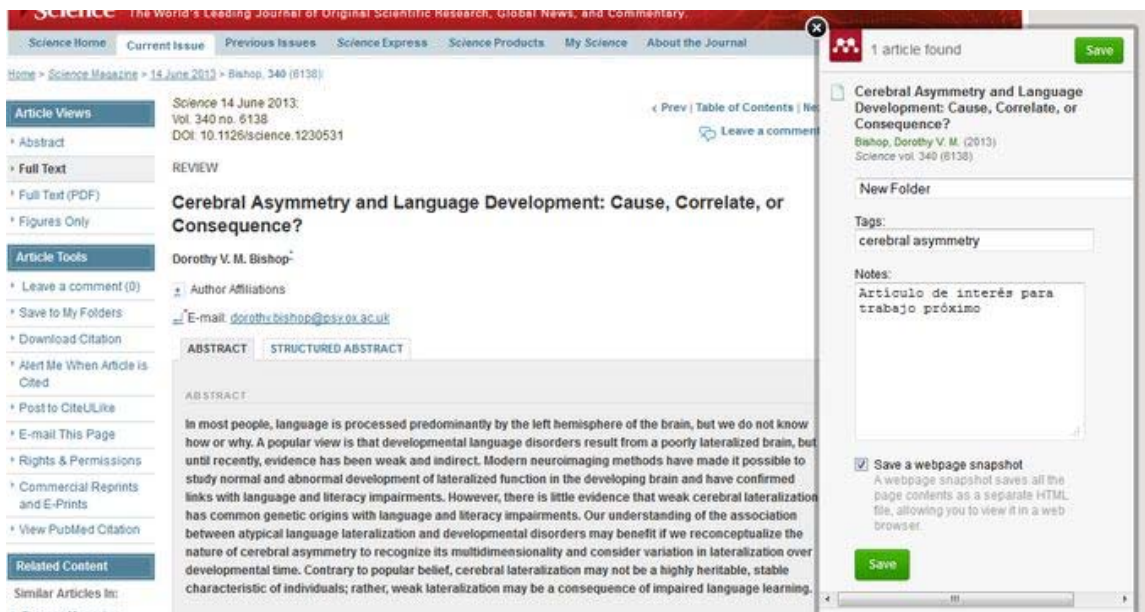 Science The World's Leading Journal of Original Scientific Research, Global News, and Commentary.
Science Home Current Issue Previous Issues Science Express Science Products My Science About the Journal
Home > Science Magazine > 14 June 2013 > Bishop, 340 (6138):
Article Views
Abstract
Full Text
Full Text (PDF)
Figures Only
Article Tools
Leave a comment (0)
Save to My Folders
Download Citation
Alert Me When Article is
Cited
Post to CiteULike
E-mail This Page
Rights & Permissions
Commercial Reprints
and E-Prints
View PubMed Citation
Related Content
Similar Articles In:
Science 14 June 2013:
Vol. 340 no. 6138
DOI: 10.1126/science.1230531
< Prev | Table of Contents |
Leave a comment
REVIEW
Cerebral Asymmetry and Language Development: Cause, Correlate, or
Consequence?
Dorothy V. M. Bishop*
+ Author Affiliations
*E-mail: dorothy.bishop@psy.ox.ac.uk
ABSTRACT STRUCTURED ABSTRACT
ABSTRACT
In most people, language is processed predominantly by the left hemisphere of the brain, but we do not know
how or why. A popular view is that developmental language disorders result from a poorly lateralized brain, but
until recently, evidence has been weak and indirect. Modern neuroimaging methods have made it possible to
study normal and abnormal development of lateralized function in the developing brain and have confirmed
links with language and literacy impairments. However, there is little evidence that weak cerebral lateralization
has common genetic origins with language and literacy impairments. Our understanding of the association
between atypical language lateralization and developmental disorders may benefit if we reconceptualize the
nature of cerebral asymmetry to recognize its multidimensionality and consider variation in lateralization over
developmental time. Contrary to popular belief, cerebral lateralization may not be a highly heritable, stable
characteristic of individuals; rather, weak lateralization may be a consequence of impaired language learning.
1 article found Save
Cerebral Asymmetry and Language
Development: Cause, Correlate, or
Consequence?
Bishop, Dorothy V. M. (2013)
Science vol. 340 (6138)
New Folder
Tags:
cerebral asymmetry
Notes:
Artículo de interés para
trabajo próximo
Save a webpage snapshot
A webpage snapshot saves all the
page contents as a separate HTML
file, allowing you to view it in a web
browser.
Save